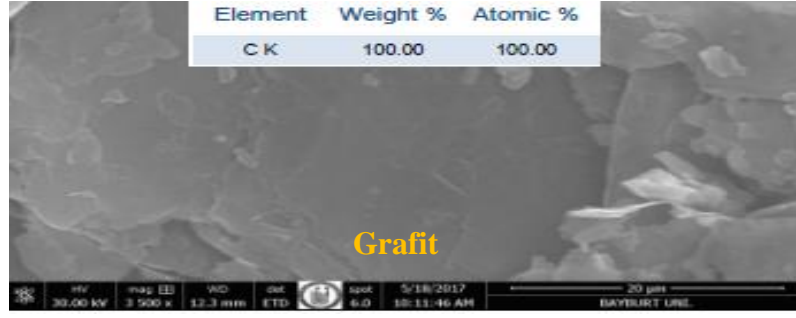 Element Weight % Atomic %
C K 100.00 100.00
Grafit
HV mag WD det spot 5/18/2017 20 µm
30.00 kV 3 500 x 12.3 mm ETD 6.0 10:11:46 AM BAYBURT UNI.